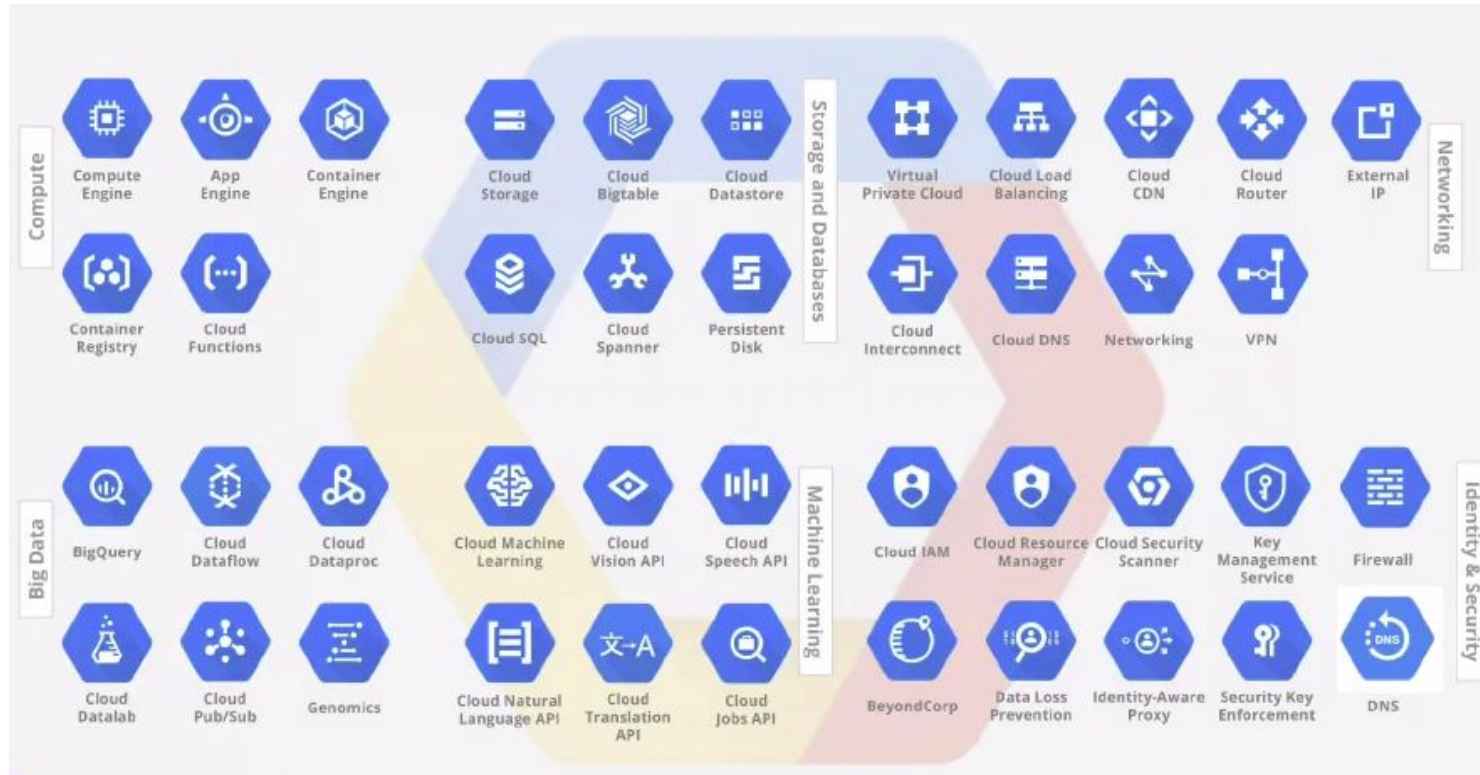 Compute
Compute
Engine
App
Engine
Container
Engine
Container
Registry
Cloud
Functions
Storage and Databases
Cloud
Storage
Cloud
Bigtable
Cloud
Datastore
Cloud SQL
Cloud
Spanner
Persistent
Disk
Networking
Virtual
Private Cloud
Cloud Load
Balancing
Cloud
CDN
Cloud
Router
External
IP
Cloud
Interconnect
Cloud DNS
Networking
VPN
Big Data
BigQuery
Cloud
Dataflow
Cloud
Dataproc
Cloud
Datalab
Cloud
Pub/Sub
Genomics
Machine Learning
Cloud Machine
Learning
Cloud
Vision API
Cloud
Speech API
Cloud Natural
Language API
文→A
Cloud
Translation
API
Cloud
Jobs API
Identity & Security
Cloud IAM
Cloud Resource
Manager
Cloud Security
Scanner
Key
Management
Service
Firewall
BeyondCorp
Data Loss
Prevention
Identity-Aware
Proxy
Security Key
Enforcement
DNS
DNS